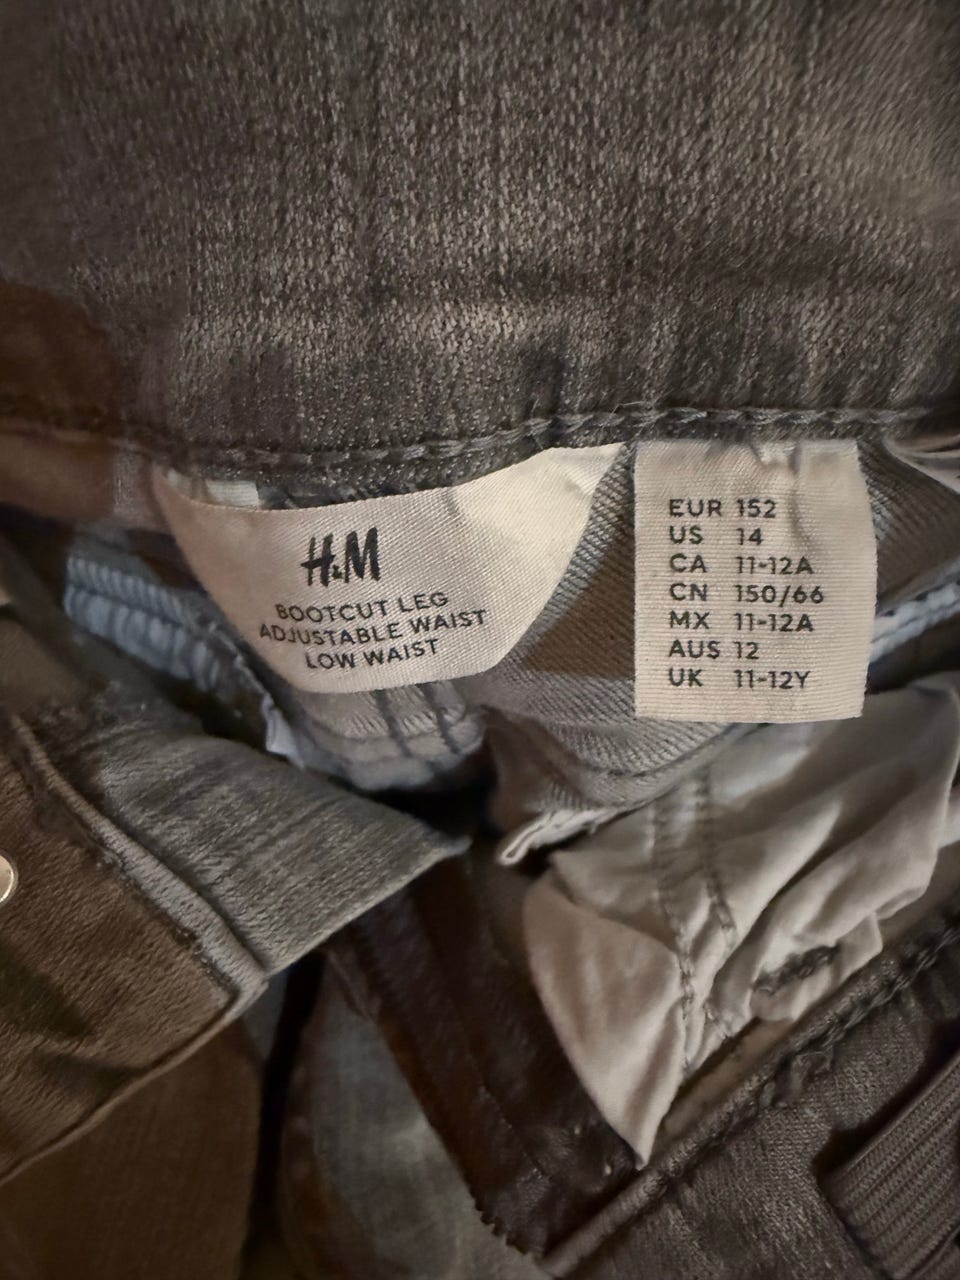 H&M
BOOTCUT LEG
ADJUSTABLE WAIST
LOW WAIST
EUR 152
US 14
CA 11-12A
CN 150/66
MX 11-12A
AUS 12
UK 11-12Y